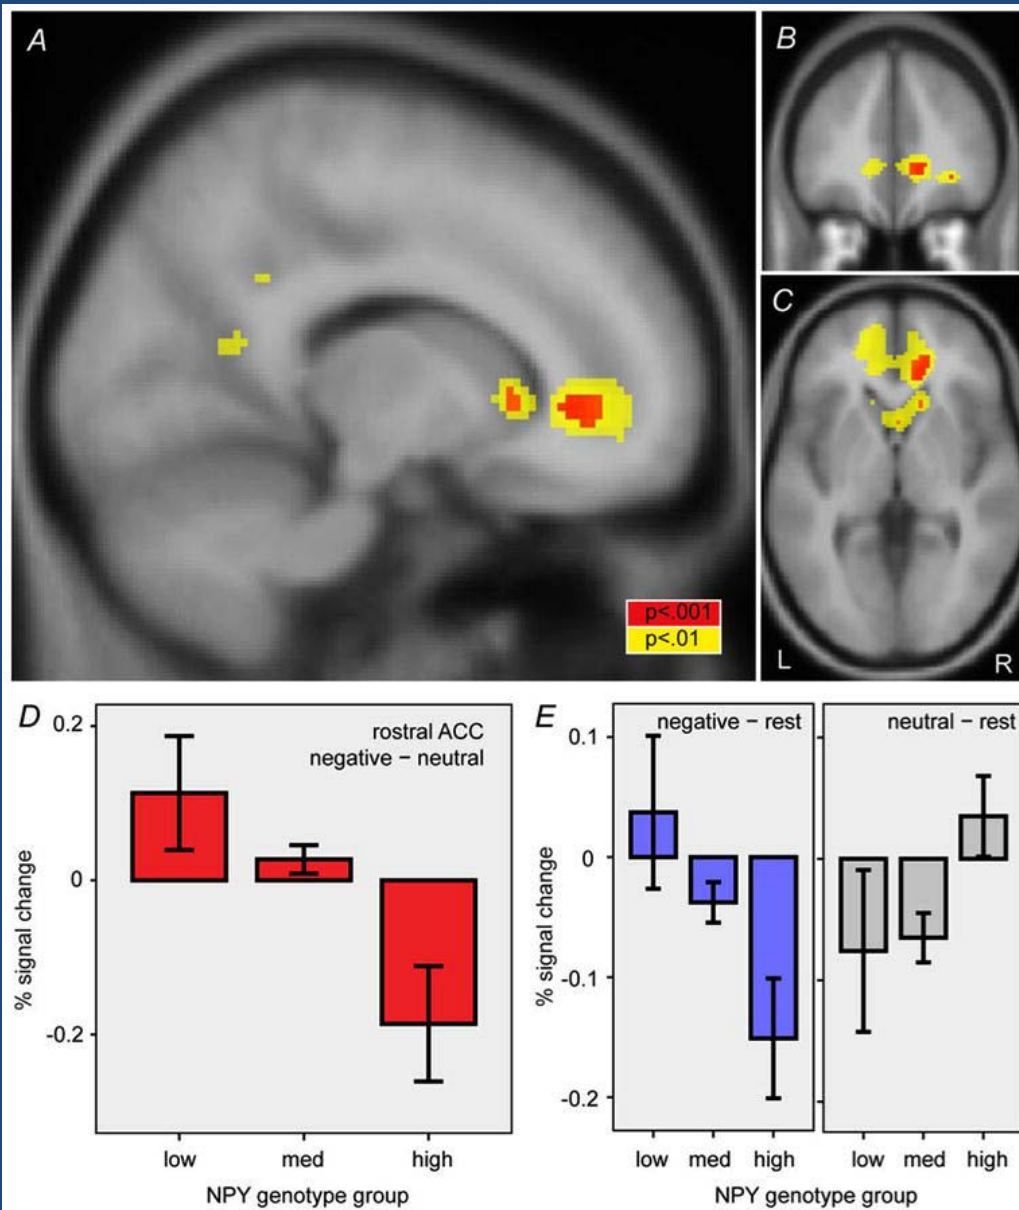 A
B
C
p<.001
p<.01
L
R
D
0.2
0
-0.2
% signal change
rostral ACC
negative – neutral
low
med
high
NPY genotype group
E
0.1
0
-0.1
-0.2
% signal change
negative – rest
neutral – rest
low
med
high
low
med
high
NPY genotype group